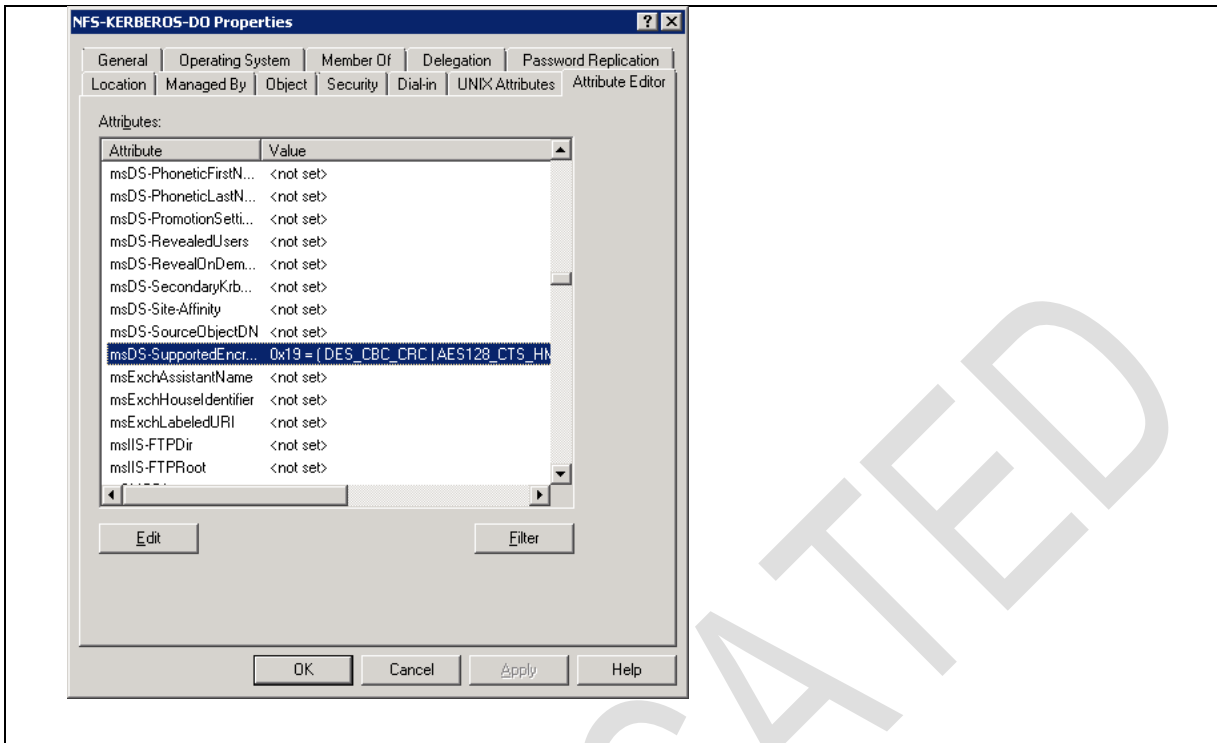 NFS-KERBEROS-DO Properties
General Operating System Member Of Delegation Password Replication
Location Managed By Object Security Dial-in UNIX Attributes Attribute Editor
Attributes:
Attribute Value
msDS-PhoneticFirstN... <not set>
msDS-PhoneticLastN... <not set>
msDS-PromotionSetti... <not set>
msDS-RevealedUsers <not set>
msDS-RevealOnDem... <not set>
msDS-SecondaryKrb... <not set>
msDS-Site-Affinity <not set>
msDS-SourceObjectDN <not set>
msDS-SupportedEncr... 0x19 = ( DES_CBC_CRC | AES128_CTS_HM
msExchAssistantName <not set>
msExchHouseIdentifier <not set>
msExchLabeledURI <not set>
msIIS-FTPDir <not set>
msIIS-FTPRoot <not set>
Edit Filter
OK Cancel Apply Help
CATED